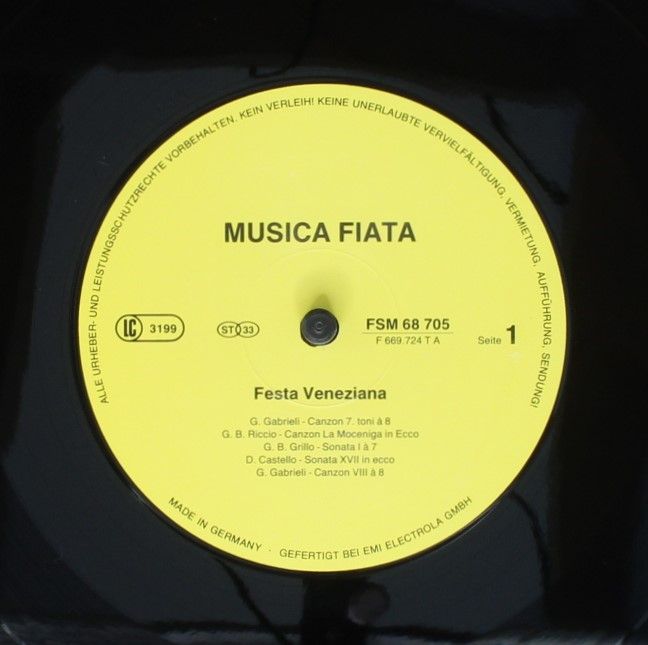 ALLE URHEBER- UND LEISTUNGSSCHUTZRECHTE VORBEHALTEN. KEIN VERLEIH! KEINE UNERLAUBTE VERVIELFÄLTIGUNG, VERMIETUNG, AUFFÜHRUNG, SENDUNG!
MUSICA FIATA
LC 3199
ST 33
FSM 68 705
F 669.724 T A
Seite 1
Festa Veneziana
G. Gabrieli - Canzon 7. toni à 8
G. B. Riccio - Canzon La Moceniga in Ecco
G. B. Grillo - Sonata I à 7
D. Castello - Sonata XVII in ecco
G. Gabrieli - Canzon VIII à 8
MADE IN GERMANY · GEFERTIGT BEI EMI ELECTROLA GMBH